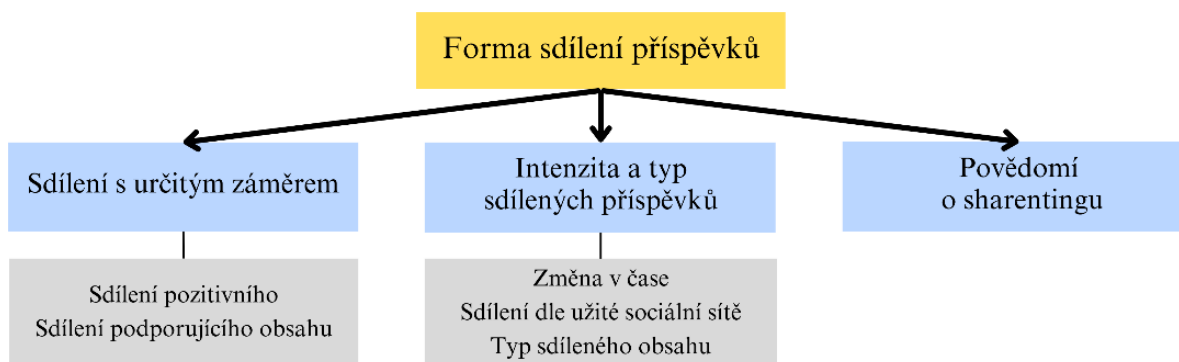 Forma sdílení příspěvků
Sdílení s určitým záměrem
Intenzita a typ
sdílených příspěvků
Povědomí
o sharentingu
Sdílení pozitivního
Sdílení podporujícího obsahu
Změna v čase
Sdílení dle užité sociální sítě
Typ sdíleného obsahu